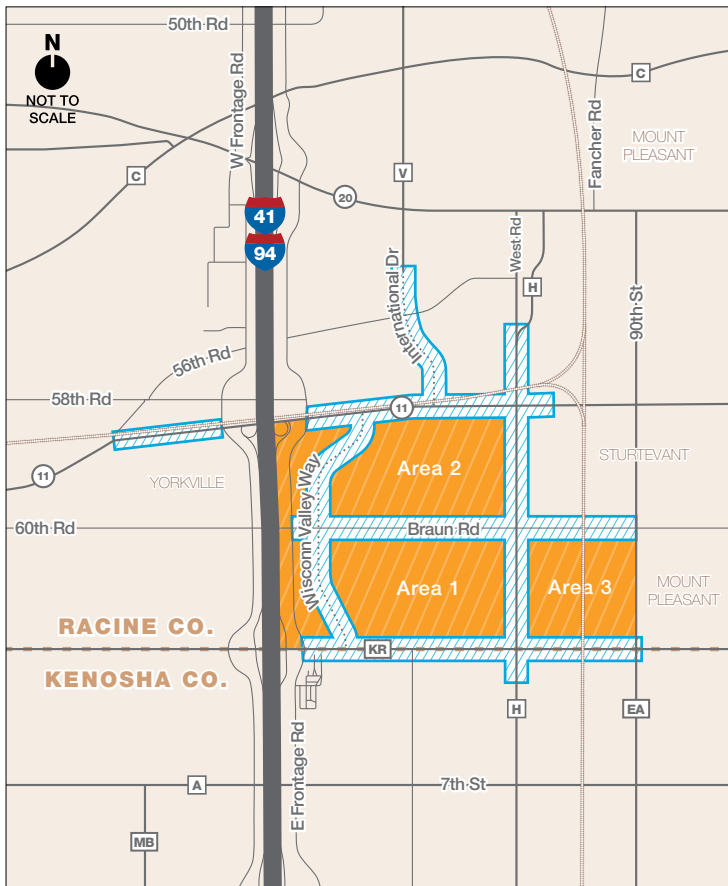 50th Rd
N
NOT TO
SCALE
W Frontage Rd
C
Fancher Rd
MOUNT
PLEASANT
V
C
20
41
94
West Rd
International Dr
H
90th St
56th Rd
58th Rd
11
11
YORKVILLE
STURTEVANT
Area 2
Wisconn Valley Way
60th Rd
Braun Rd
Area 1
Area 3
MOUNT
PLEASANT
RACINE CO.
KR
KENOSHA CO.
H
EA
E Frontage Rd
A
7th St
MB